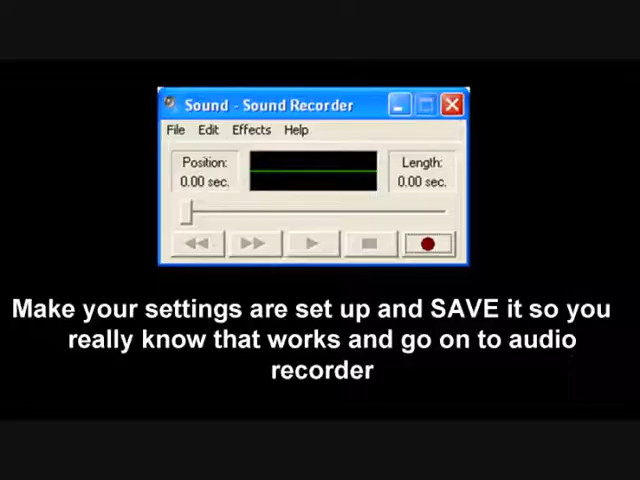 Sound - Sound Recorder
File Edit Effects Help
Position: Length:
0.00 sec. 0.00 sec.
Make your settings are set up and SAVE it so you
really know that works and go on to audio
recorder